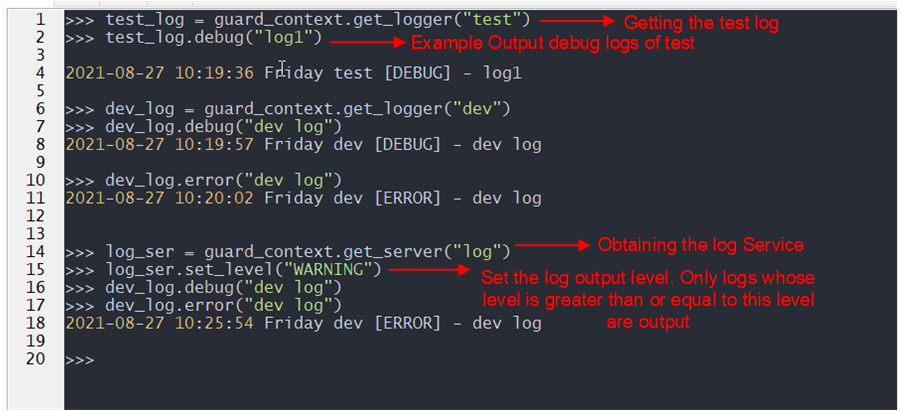 1 >>> test_log = guard_context.get_logger("test") Getting the test log
2 >>> test_log.debug("log1") Example Output debug logs of test
3
4 2021-08-27 10:19:36 Friday test [DEBUG] - log1
5
6 >>> dev_log = guard_context.get_logger("dev")
7 >>> dev_log.debug("dev log")
8 2021-08-27 10:19:57 Friday dev [DEBUG] - dev log
9
10 >>> dev_log.error("dev log")
11 2021-08-27 10:20:02 Friday dev [ERROR] - dev log
12
13
14 >>> log_ser = guard_context.get_server("log") Obtaining the log Service
15 >>> log_ser.set_level("WARNING") Set the log output level. Only logs whose
16 >>> dev_log.debug("dev log") level is greater than or equal to this level
17 >>> dev_log.error("dev log") are output
18 2021-08-27 10:25:54 Friday dev [ERROR] - dev log
19
20 >>>